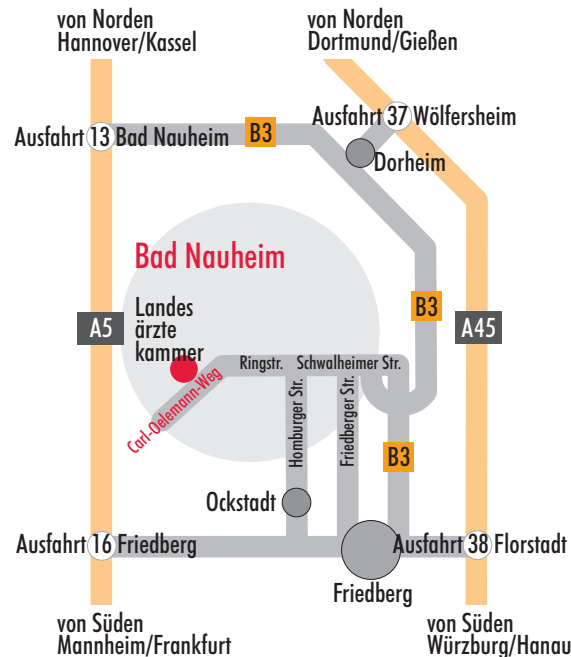 von Norden
Hannover/Kassel
von Norden
Dortmund/Gießen
Ausfahrt 37 Wölfersheim
Ausfahrt 13 Bad Nauheim
B3
Dorheim
Bad Nauheim
Landes
ärzte
kammer
A5
B3
A45
Ringstr.
Schwalheimer Str.
Carl-Oelemann-Weg
Homburger Str.
Friedberger Str.
B3
Ockstadt
Ausfahrt 16 Friedberg
Ausfahrt 38 Florstadt
Friedberg
von Süden
Mannheim/Frankfurt
von Süden
Würzburg/Hanau